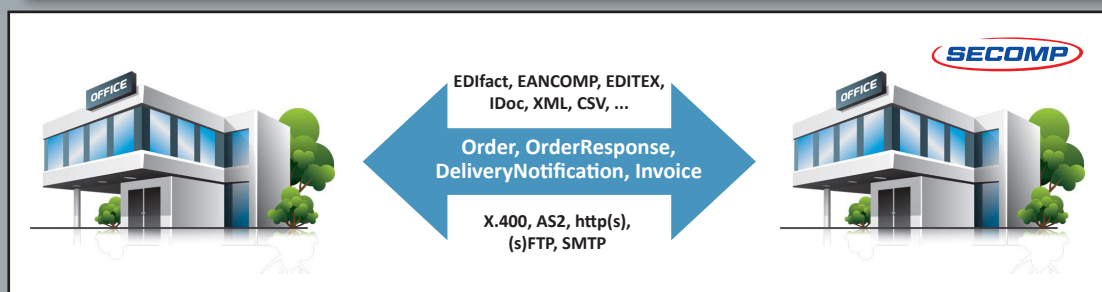 OFFICE
EDIfact, EANCOMP, EDITEX,
IDoc, XML, CSV, ...
Order, OrderResponse,
DeliveryNotification, Invoice
X.400, AS2, http(s),
(s)FTP, SMTP
SECOMP
OFFICE